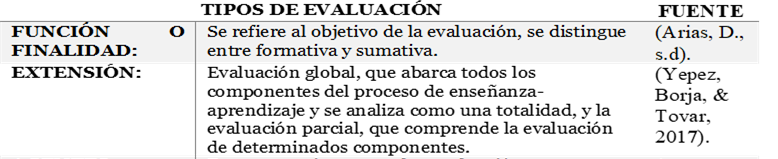 TIPOS DE EVALUACIÓN FUENTE
FUNCIÓN O FINALIDAD:
Se refiere al objetivo de la evaluación, se distingue
entre formativa y sumativa.
(Arias, D.,
s.d).
EXTENSIÓN:
Evaluación global, que abarca todos los
componentes del proceso de enseñanza-
aprendizaje y se analiza como una totalidad, y la
evaluación parcial, que comprende la evaluación
de determinados componentes.
(Yepez,
Borja, &
Tovar,
2017).